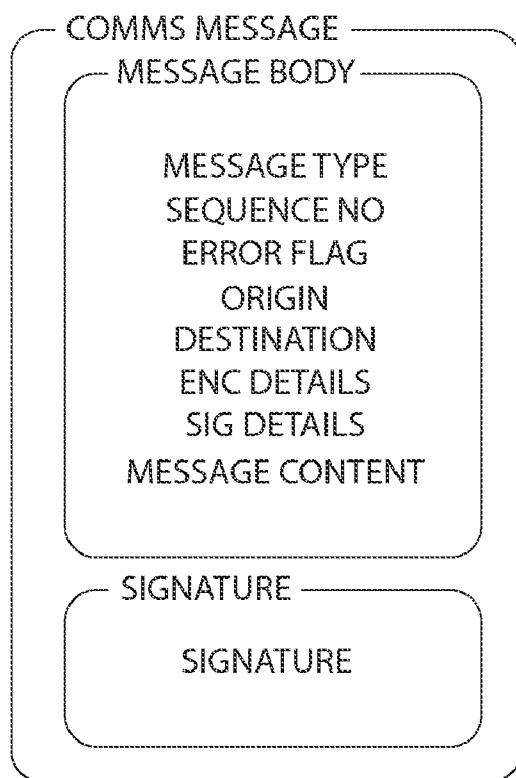 COMMS MESSAGE
MESSAGE BODY
MESSAGE TYPE
SEQUENCE NO
ERROR FLAG
ORIGIN
DESTINATION
ENC DETAILS
SIG DETAILS
MESSAGE CONTENT
SIGNATURE
SIGNATURE